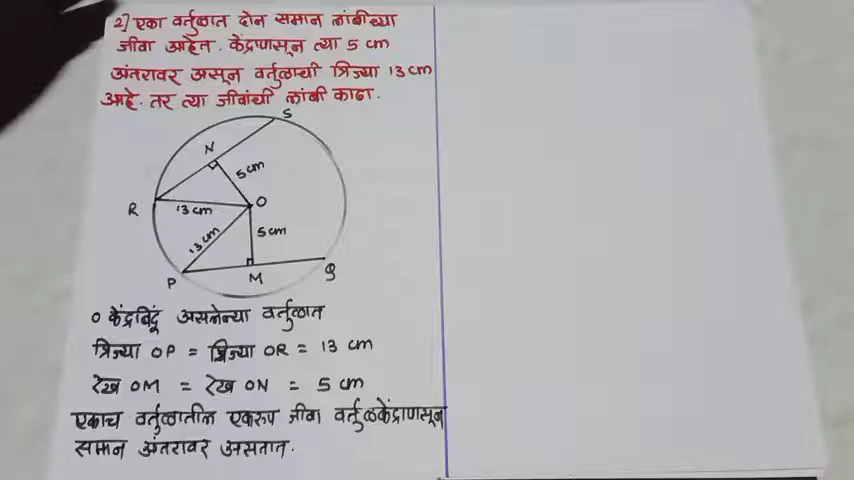 2] एका वर्तुळात दोन समान लांबीच्या
जीवा आहेत. केंद्रापासून त्या 5 cm
अंतरावर असून वर्तुळाची त्रिज्या 13 cm
आहे. तर त्या जीवांची लांबी काढा.
S
N
5 cm
R
13 cm
O
13 cm
5 cm
P
M
Q
O केंद्रबिंदू असलेल्या वर्तुळात
त्रिज्या OP = त्रिज्या OR = 13 cm
रेख OM = रेख ON = 5 cm
एकाच वर्तुळातील एकरूप जीवा वर्तुळकेंद्रापासून
समान अंतरावर असतात.